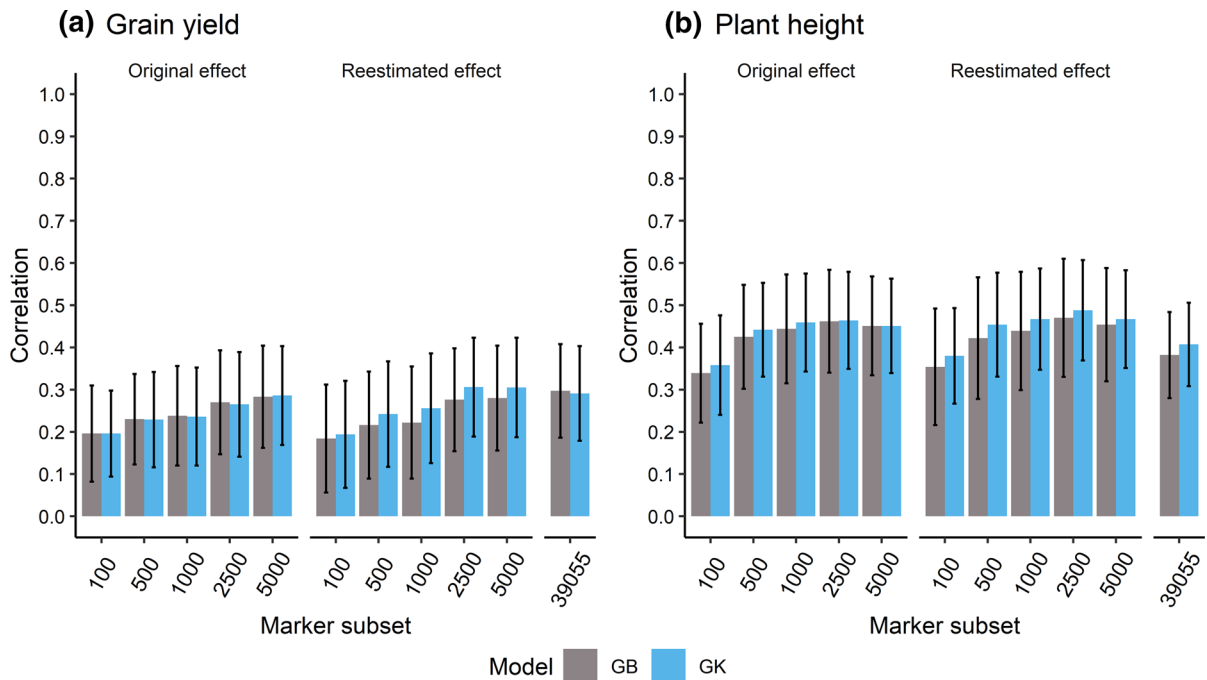 (a) Grain yield
Original effect
Reestimated effect
Correlation
1.0
0.9
0.8
0.7
0.6
0.5
0.4
0.3
0.2
0.1
0.0
100 500 1000 2500 5000 100 500 1000 2500 5000 39055
Marker subset
(b) Plant height
Original effect
Reestimated effect
Correlation
1.0
0.9
0.8
0.7
0.6
0.5
0.4
0.3
0.2
0.1
0.0
100 500 1000 2500 5000 100 500 1000 2500 5000 39055
Marker subset
Model GB GK